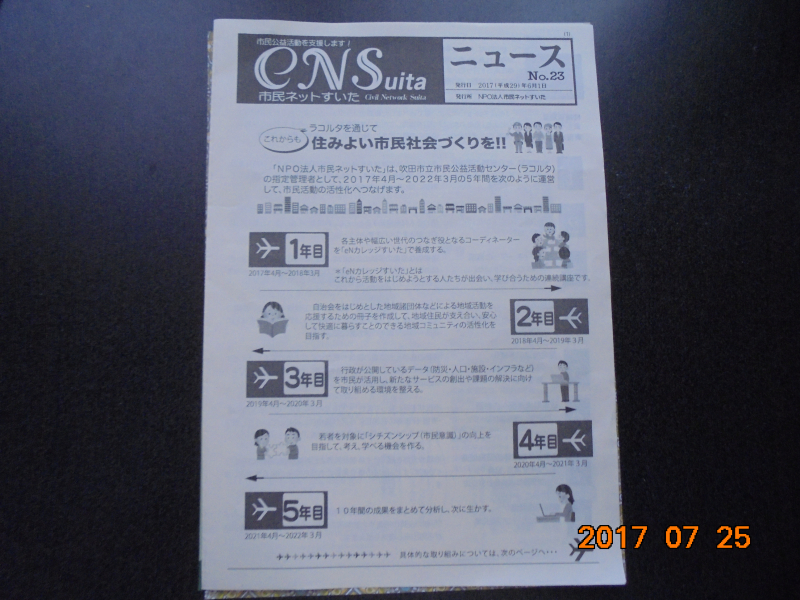 (1)
市民公益活動を支援します！
CNSuita
市民ネットすいた Civil Network Suita
ニュース
No.23
発行日 2017(平成29)年6月1日
発行所 NPO法人市民ネットすいた
ラコルタを通じて
これからも 住みよい市民社会づくりを!!
「NPO法人市民ネットすいた」は、吹田市立市民公益活動センター(ラコルタ)
の指定管理者として、2017年4月～2022年3月の5年間を次のように運営
して、市民活動の活性化へつなげます。
1年目
2017年4月～2018年3月
各主体や幅広い世代のつなぎ役となるコーディネーター
を「eNカレッジすいた」で養成する。
※「eNカレッジすいた」とは
これから活動をはじめようとする人たちが出会い、学び合うための連続講座です。
自治会をはじめとした地域諸団体などによる地域活動を
応援するための冊子を作成して、地域住民が支え合い、安心
して快適に暮らすことのできる地域コミュニティの活性化を
目指す。
2年目
2018年4月～2019年3月
3年目
2019年4月～2020年3月
行政が公開しているデータ(防災・人口・施設・インフラなど)
を市民が活用し、新たなサービスの創出や課題の解決に向け
て取り組める環境を整える。
若者を対象に「シチズンシップ(市民意識)」の向上を
目指して、考え、学べる機会を作る。
4年目
2020年4月～2021年3月
5年目
2021年4月～2022年3月
10年間の成果をまとめて分析し、次に生かす。
具体的な取り組みについては、次のページへ・・・
2017 07 25